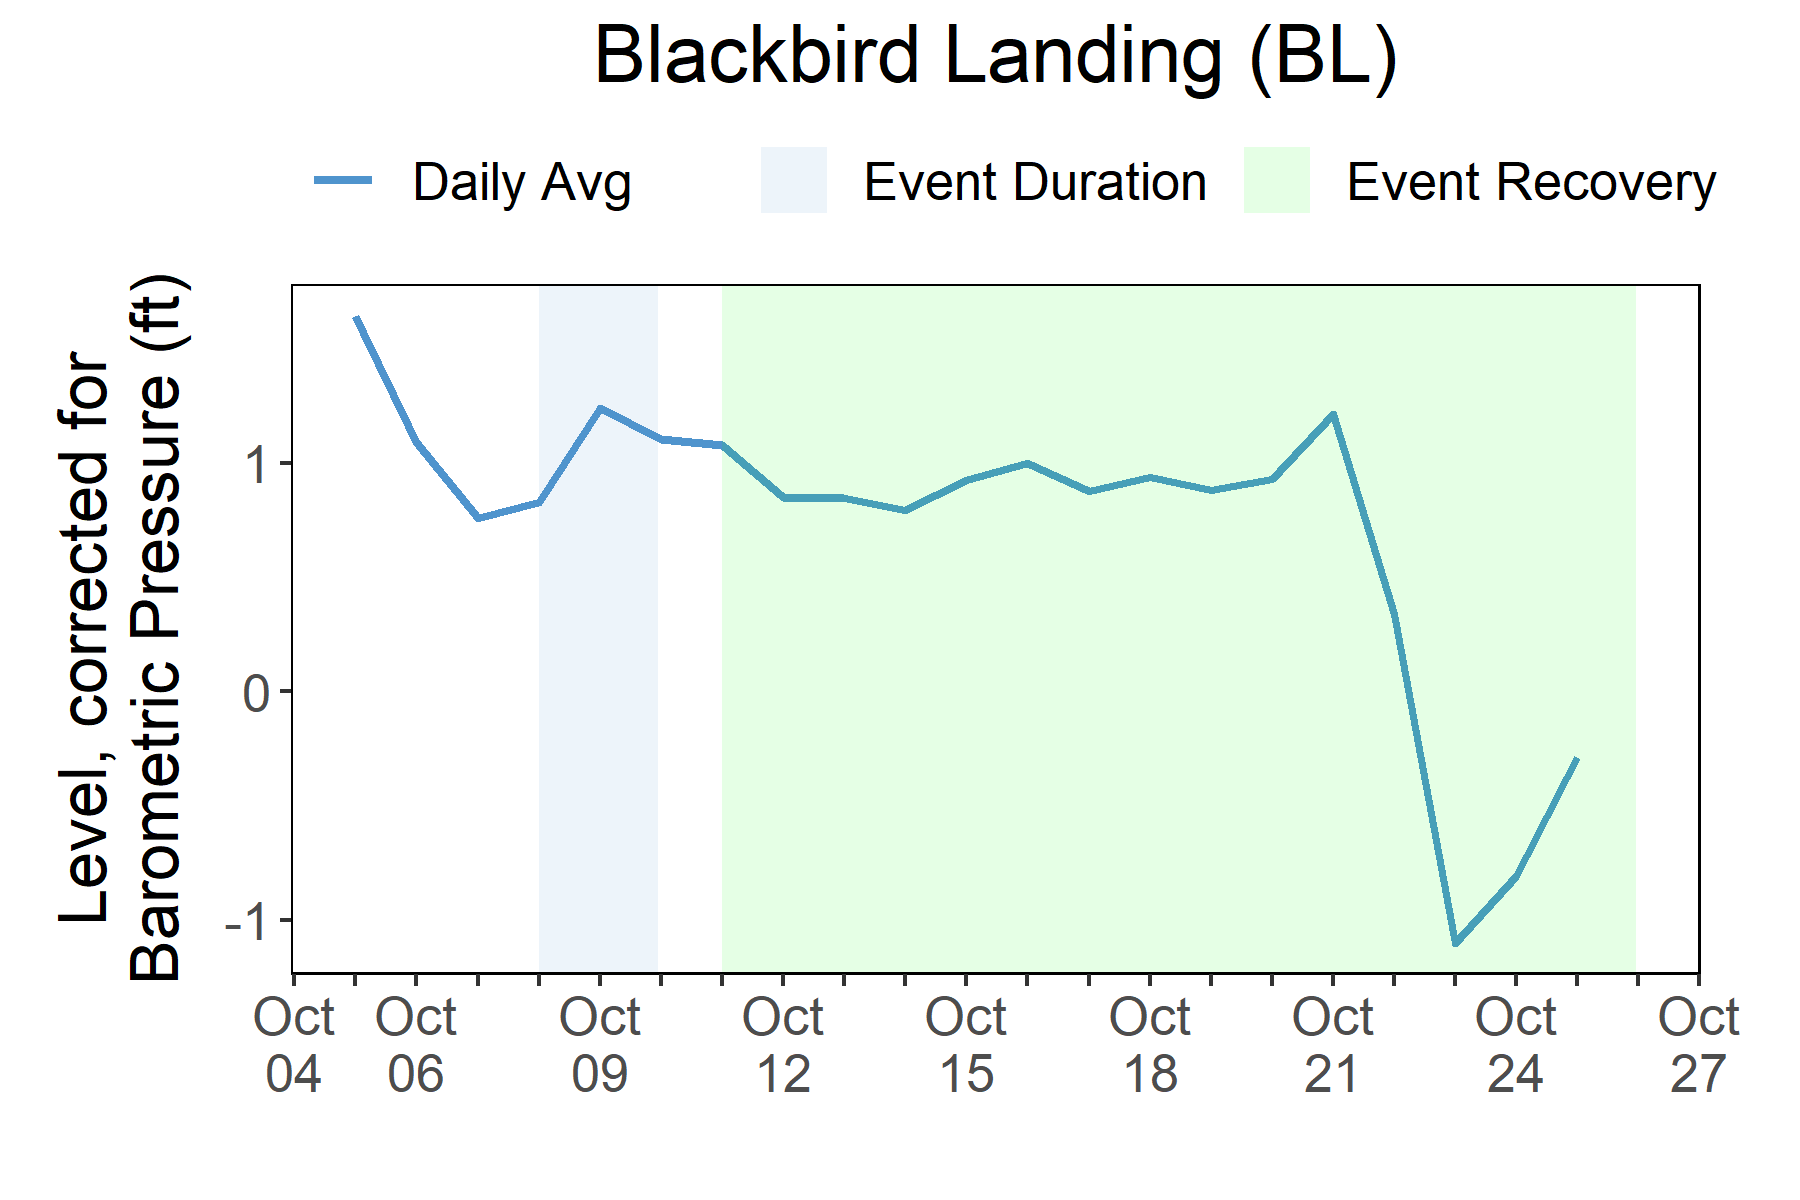 Blackbird Landing (BL)
Daily Avg
Event Duration
Event Recovery
Level, corrected for
Barometric Pressure (ft)
1
0
-1
Oct 04
Oct 06
Oct 09
Oct 12
Oct 15
Oct 18
Oct 21
Oct 24
Oct 27